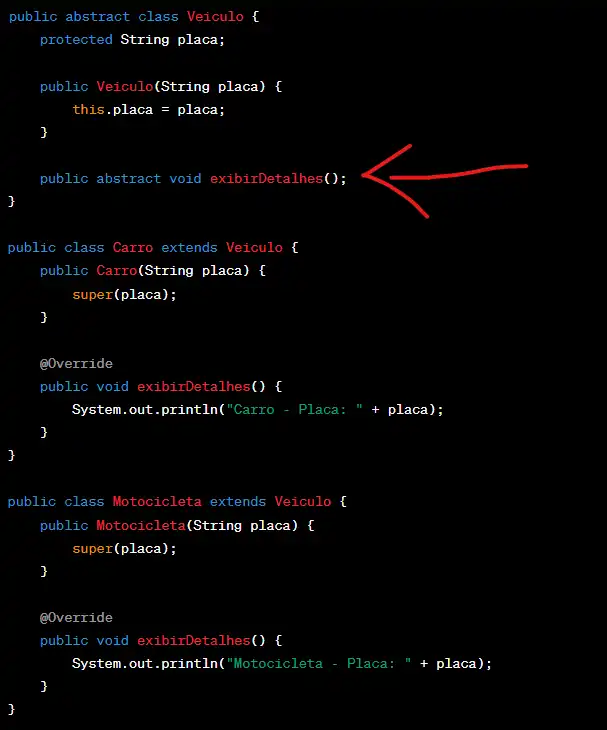 public abstract class Veiculo {
    protected String placa;

    public Veiculo(String placa) {
        this.placa = placa;
    }

    public abstract void exibirDetalhes();
}

public class Carro extends Veiculo {
    public Carro(String placa) {
        super(placa);
    }

    @Override
    public void exibirDetalhes() {
        System.out.println("Carro - Placa: " + placa);
    }
}

public class Motocicleta extends Veiculo {
    public Motocicleta(String placa) {
        super(placa);
    }

    @Override
    public void exibirDetalhes() {
        System.out.println("Motocicleta - Placa: " + placa);
    }
}